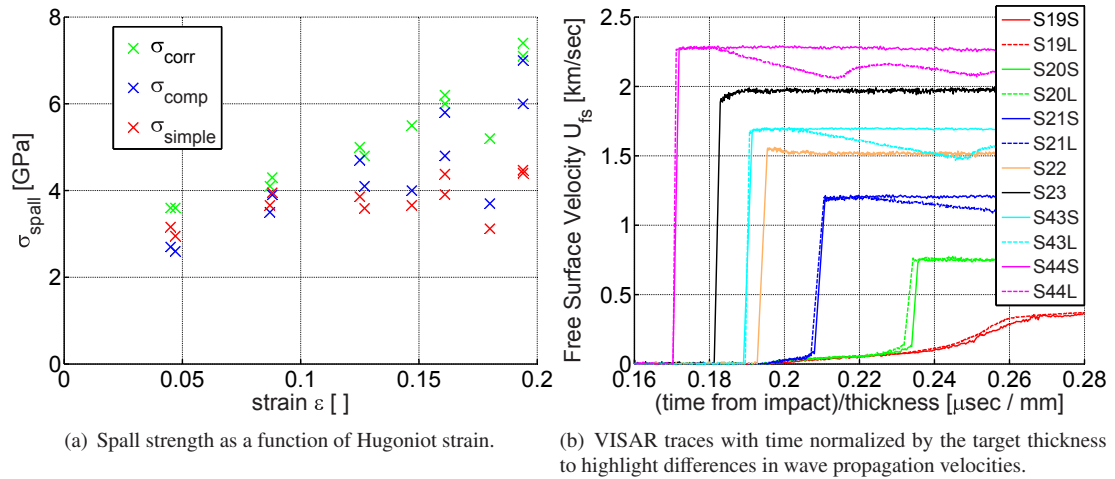 8
6
4
2
0
0
0.05
0.1
0.15
0.2
σspall [GPa]
strain ε [ ]
σcorr
σcomp
σsimple
(a) Spall strength as a function of Hugoniot strain.
2.5
2
1.5
1
0.5
0
0.16
0.18
0.2
0.22
0.24
0.26
0.28
Free Surface Velocity Ufs [km/sec]
(time from impact)/thickness [μsec / mm]
S19S
S19L
S20S
S20L
S21S
S21L
S22
S23
S43S
S43L
S44S
S44L
(b) VISAR traces with time normalized by the target thickness
to highlight differences in wave propagation velocities.